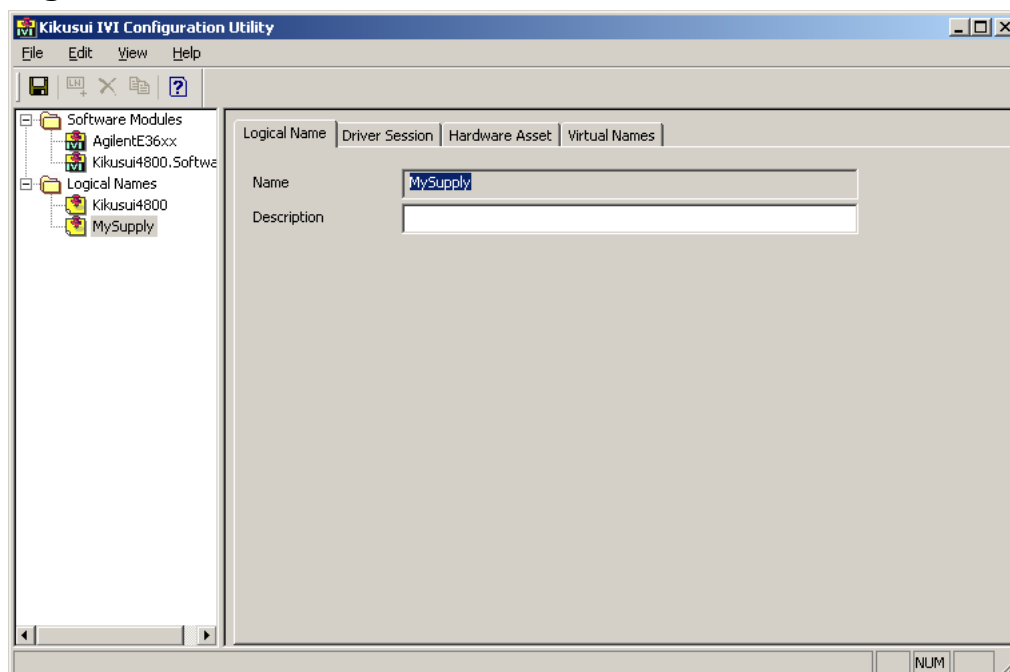 Kikusui IVI Configuration Utility
File Edit View Help
Software Modules
AgilentE36xx
Kikusui4800.Softwa
Logical Names
Kikusui4800
MySupply
Logical Name Driver Session Hardware Asset Virtual Names
Name MySupply
Description
NUM